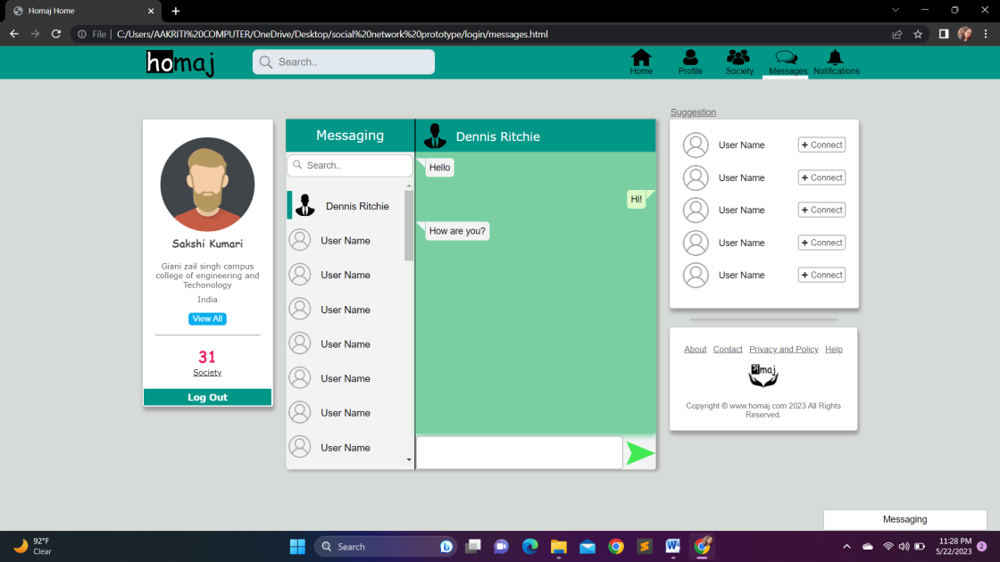 Homaj Home
File
C:/Users/AAKRITI%20COMPUTER/OneDrive/Desktop/social%20network%20prototype/login/messages.html
homaj
Search..
Home
Profile
Society
Messages
Notifications
Sakshi Kumari
Giani zail singh campus
college of engineering and
Techonology
India
View All
31
Society
Log Out
Messaging
Search..
Dennis Ritchie
User Name
User Name
User Name
User Name
User Name
User Name
User Name
Dennis Ritchie
Hello
Hi!
How are you?
Suggestion
User Name
+ Connect
User Name
+ Connect
User Name
+ Connect
User Name
+ Connect
User Name
+ Connect
About Contact Privacy and Policy Help
maj
Copyright © www.homaj.com 2023 All Rights
Reserved.
Messaging
92°F
Clear
Search
11:28 PM
5/22/2023
2